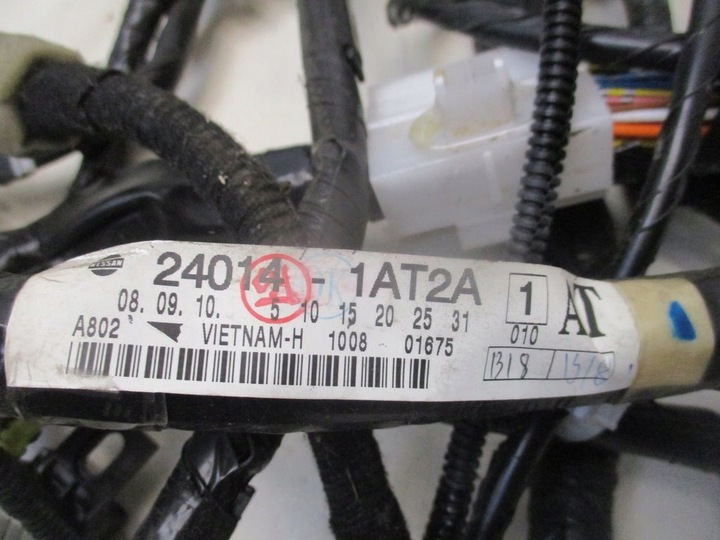 NISSAN
24014 - 1AT2A 1 AT
08. 09. 10. 5 10 15 20 25 31 010
A802 VIETNAM-H 1008 01675
1318 /